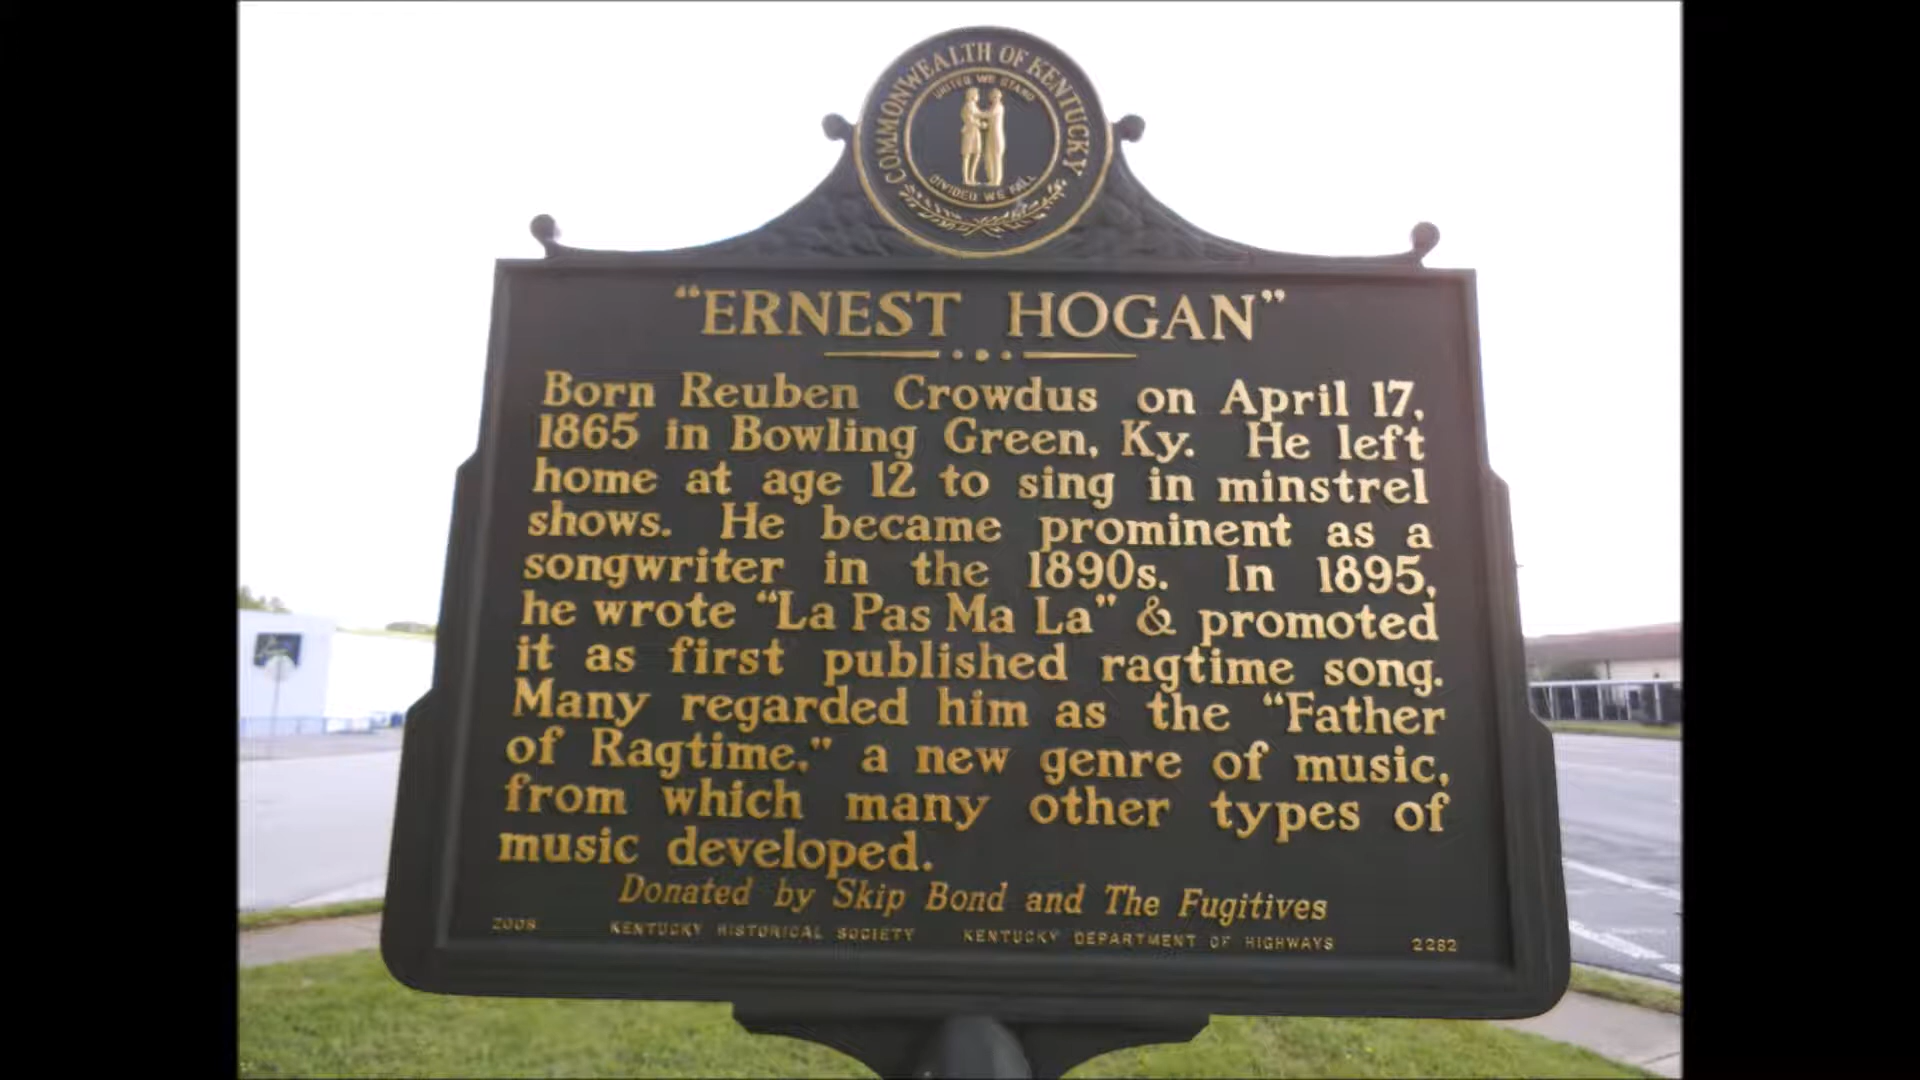 COMMONWEALTH OF KENTUCKY
UNITED WE STAND
DIVIDED WE FALL
"ERNEST HOGAN"
Born Reuben Crowdus on April 17,
1865 in Bowling Green, Ky. He left
home at age 12 to sing in minstrel
shows. He became prominent as a
songwriter in the 1890s. In 1895,
he wrote "La Pas Ma La" & promoted
it as first published ragtime song.
Many regarded him as the "Father
of Ragtime," a new genre of music,
from which many other types of
music developed.
Donated by Skip Bond and The Fugitives
2008 KENTUCKY HISTORICAL SOCIETY KENTUCKY DEPARTMENT OF HIGHWAYS 2282